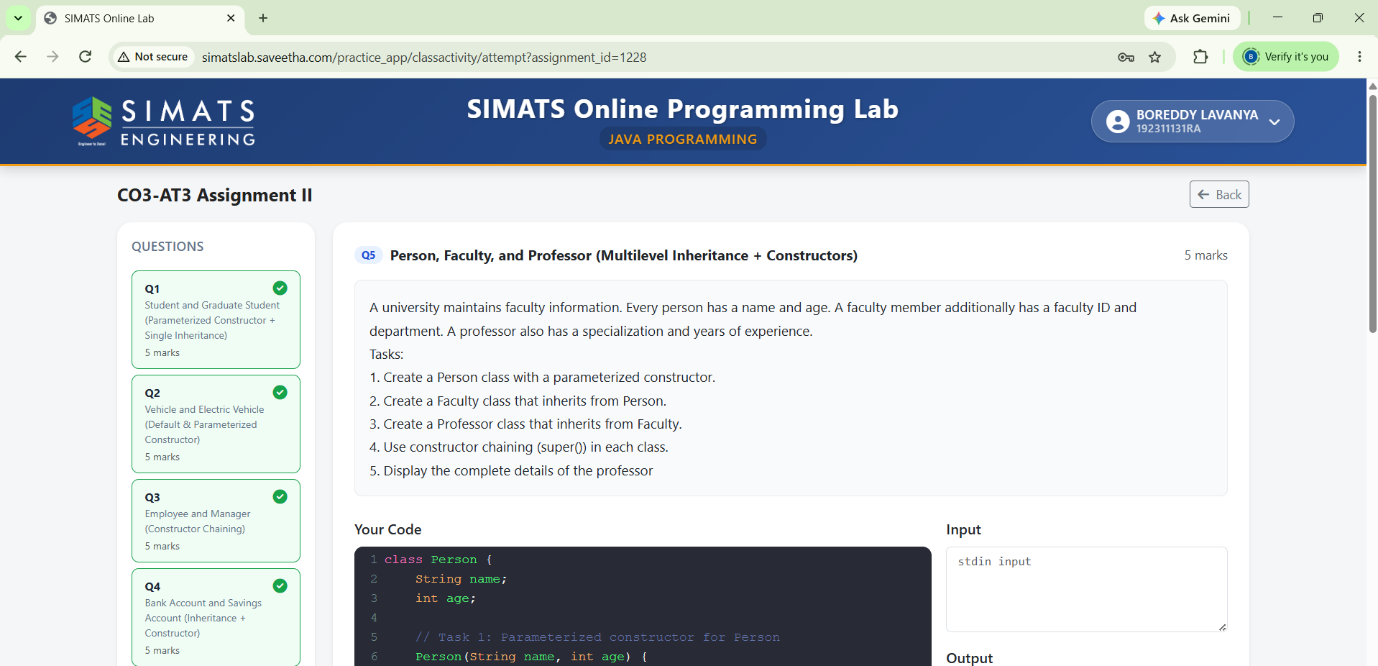 SIMATS Online Lab
Ask Gemini
Not secure
simatslab.saveetha.com/practice_app/classactivity/attempt?assignment_id=1228
B
Verify it's you
SIMATS
ENGINEERING
SIMATS Online Programming Lab
JAVA PROGRAMMING
BOREDDY LAVANYA
192311131RA
CO3-AT3 Assignment II
Back
QUESTIONS
Q1
Student and Graduate Student
(Parameterized Constructor +
Single Inheritance)
5 marks
Q2
Vehicle and Electric Vehicle
(Default & Parameterized
Constructor)
5 marks
Q3
Employee and Manager
(Constructor Chaining)
5 marks
Q4
Bank Account and Savings
Account (Inheritance +
Constructor)
5 marks
Q5 Person, Faculty, and Professor (Multilevel Inheritance + Constructors)
5 marks
A university maintains faculty information. Every person has a name and age. A faculty member additionally has a faculty ID and
department. A professor also has a specialization and years of experience.
Tasks:
1. Create a Person class with a parameterized constructor.
2. Create a Faculty class that inherits from Person.
3. Create a Professor class that inherits from Faculty.
4. Use constructor chaining (super()) in each class.
5. Display the complete details of the professor
Your Code
1 class Person {
2 String name;
3 int age;
4
5 // Task 1: Parameterized constructor for Person
6 Person(String name, int age) {
Input
stdin input
Output